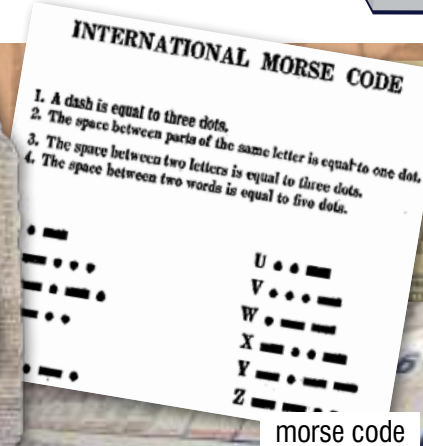 INTERNATIONAL MORSE CODE
1. A dash is equal to three dots.
2. The space between parts of the same letter is equal to one dot.
3. The space between two letters is equal to three dots.
4. The space between two words is equal to five dots.
U
V
W
X
Y
Z
6
morse code